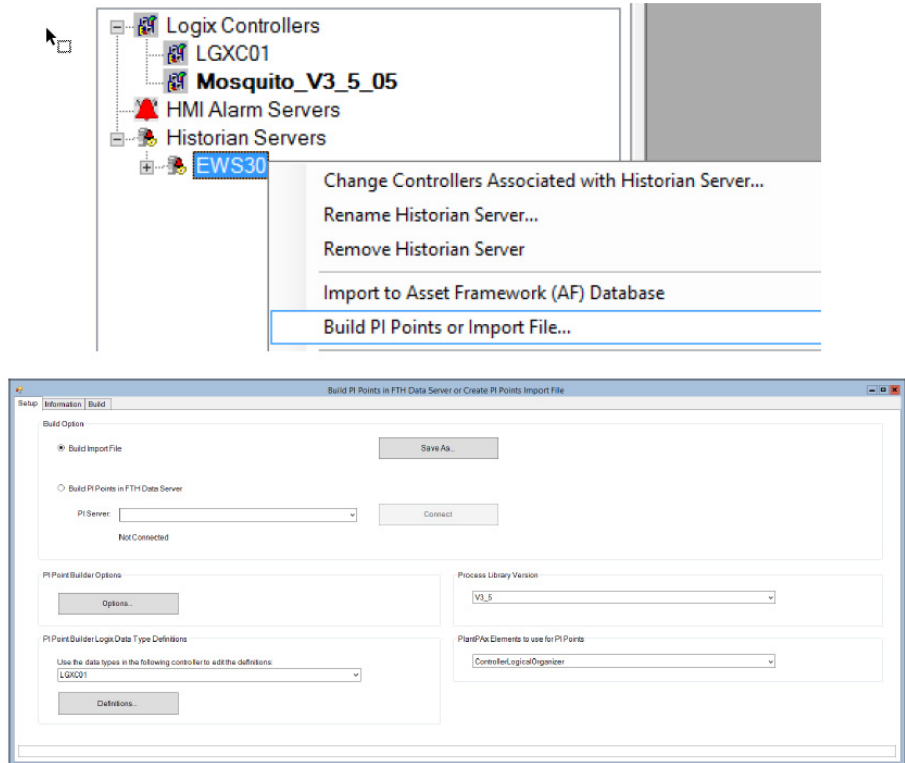 Logix Controllers
LGXC01
Mosquito_V3_5_05
HMI Alarm Servers
Historian Servers
EWS30
Change Controllers Associated with Historian Server...
Rename Historian Server...
Remove Historian Server
Import to Asset Framework (AF) Database
Build PI Points or Import File...
Build PI Points in FTH Data Server or Create PI Points Import File
Setup Information Build
Build Option
Build Import File
Save As..
Build PI Points in FTH Data Server
PI Server:
Connect
Not Connected
PI Point Builder Options
Process Library Version
Options..
V3_5
PI Point Builder Logix Data Type Definitions
PlantPAx Elements to use for PI Points
Use the data types in the following controller to edit the definitions:
ControllerLogicalOrganizer
LGXC01
Definitions..